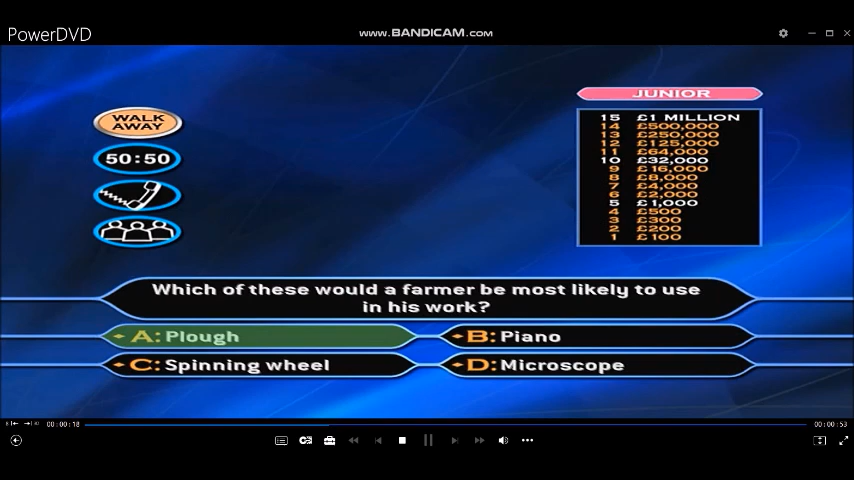 PowerDVD
www.BANDICAM.com
JUNIOR
WALK
AWAY
50:50
15 £1 MILLION
14 £500,000
13 £250,000
12 £125,000
11 £64,000
10 £32,000
9 £16,000
8 £8,000
7 £4,000
6 £2,000
5 £1,000
4 £500
3 £300
2 £200
1 £100
Which of these would a farmer be most likely to use
in his work?
A: Plough
B: Piano
C: Spinning wheel
D: Microscope
00:00:18
00:00:53